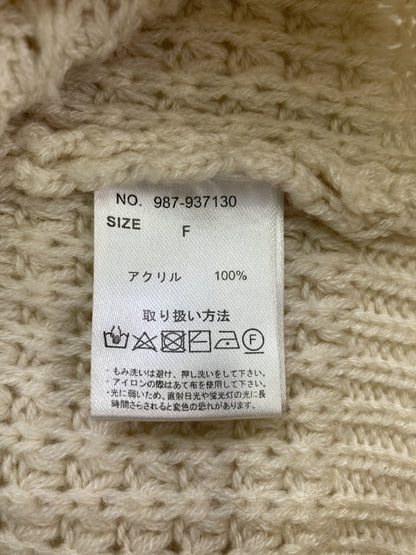 NO. 987-937130
SIZE F
アクリル 100%
取り扱い方法
F
・もみ洗いは避け、押し洗いをして下さい。
・アイロンの際はあて布を使用して下さい。
・光に弱いため、直射日光や蛍光灯の光に長
時間さらされると変色の恐れがあります。